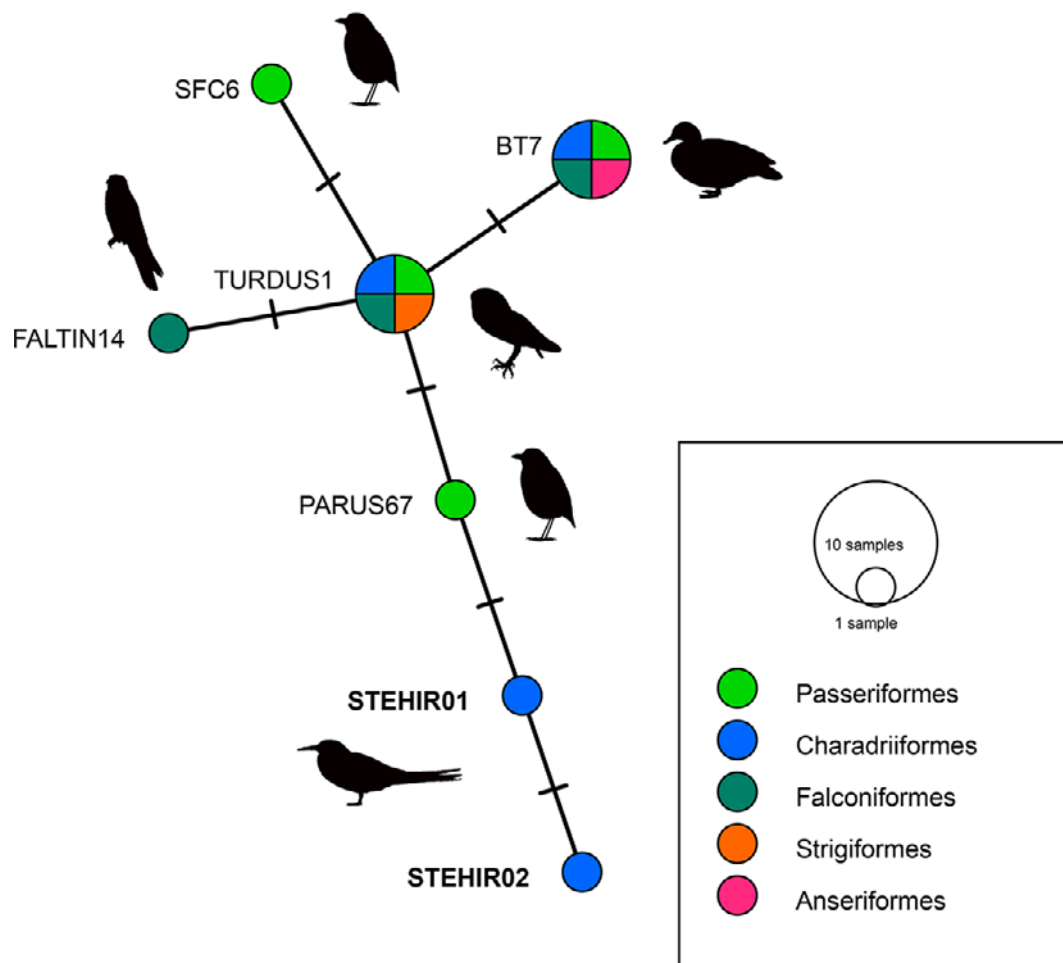 SFC6
BT7
TURDUS1
FALTIN14
PARUS67
STEHIR01
STEHIR02
10 samples
1 sample
Passeriformes
Charadriiformes
Falconiformes
Strigiformes
Anseriformes